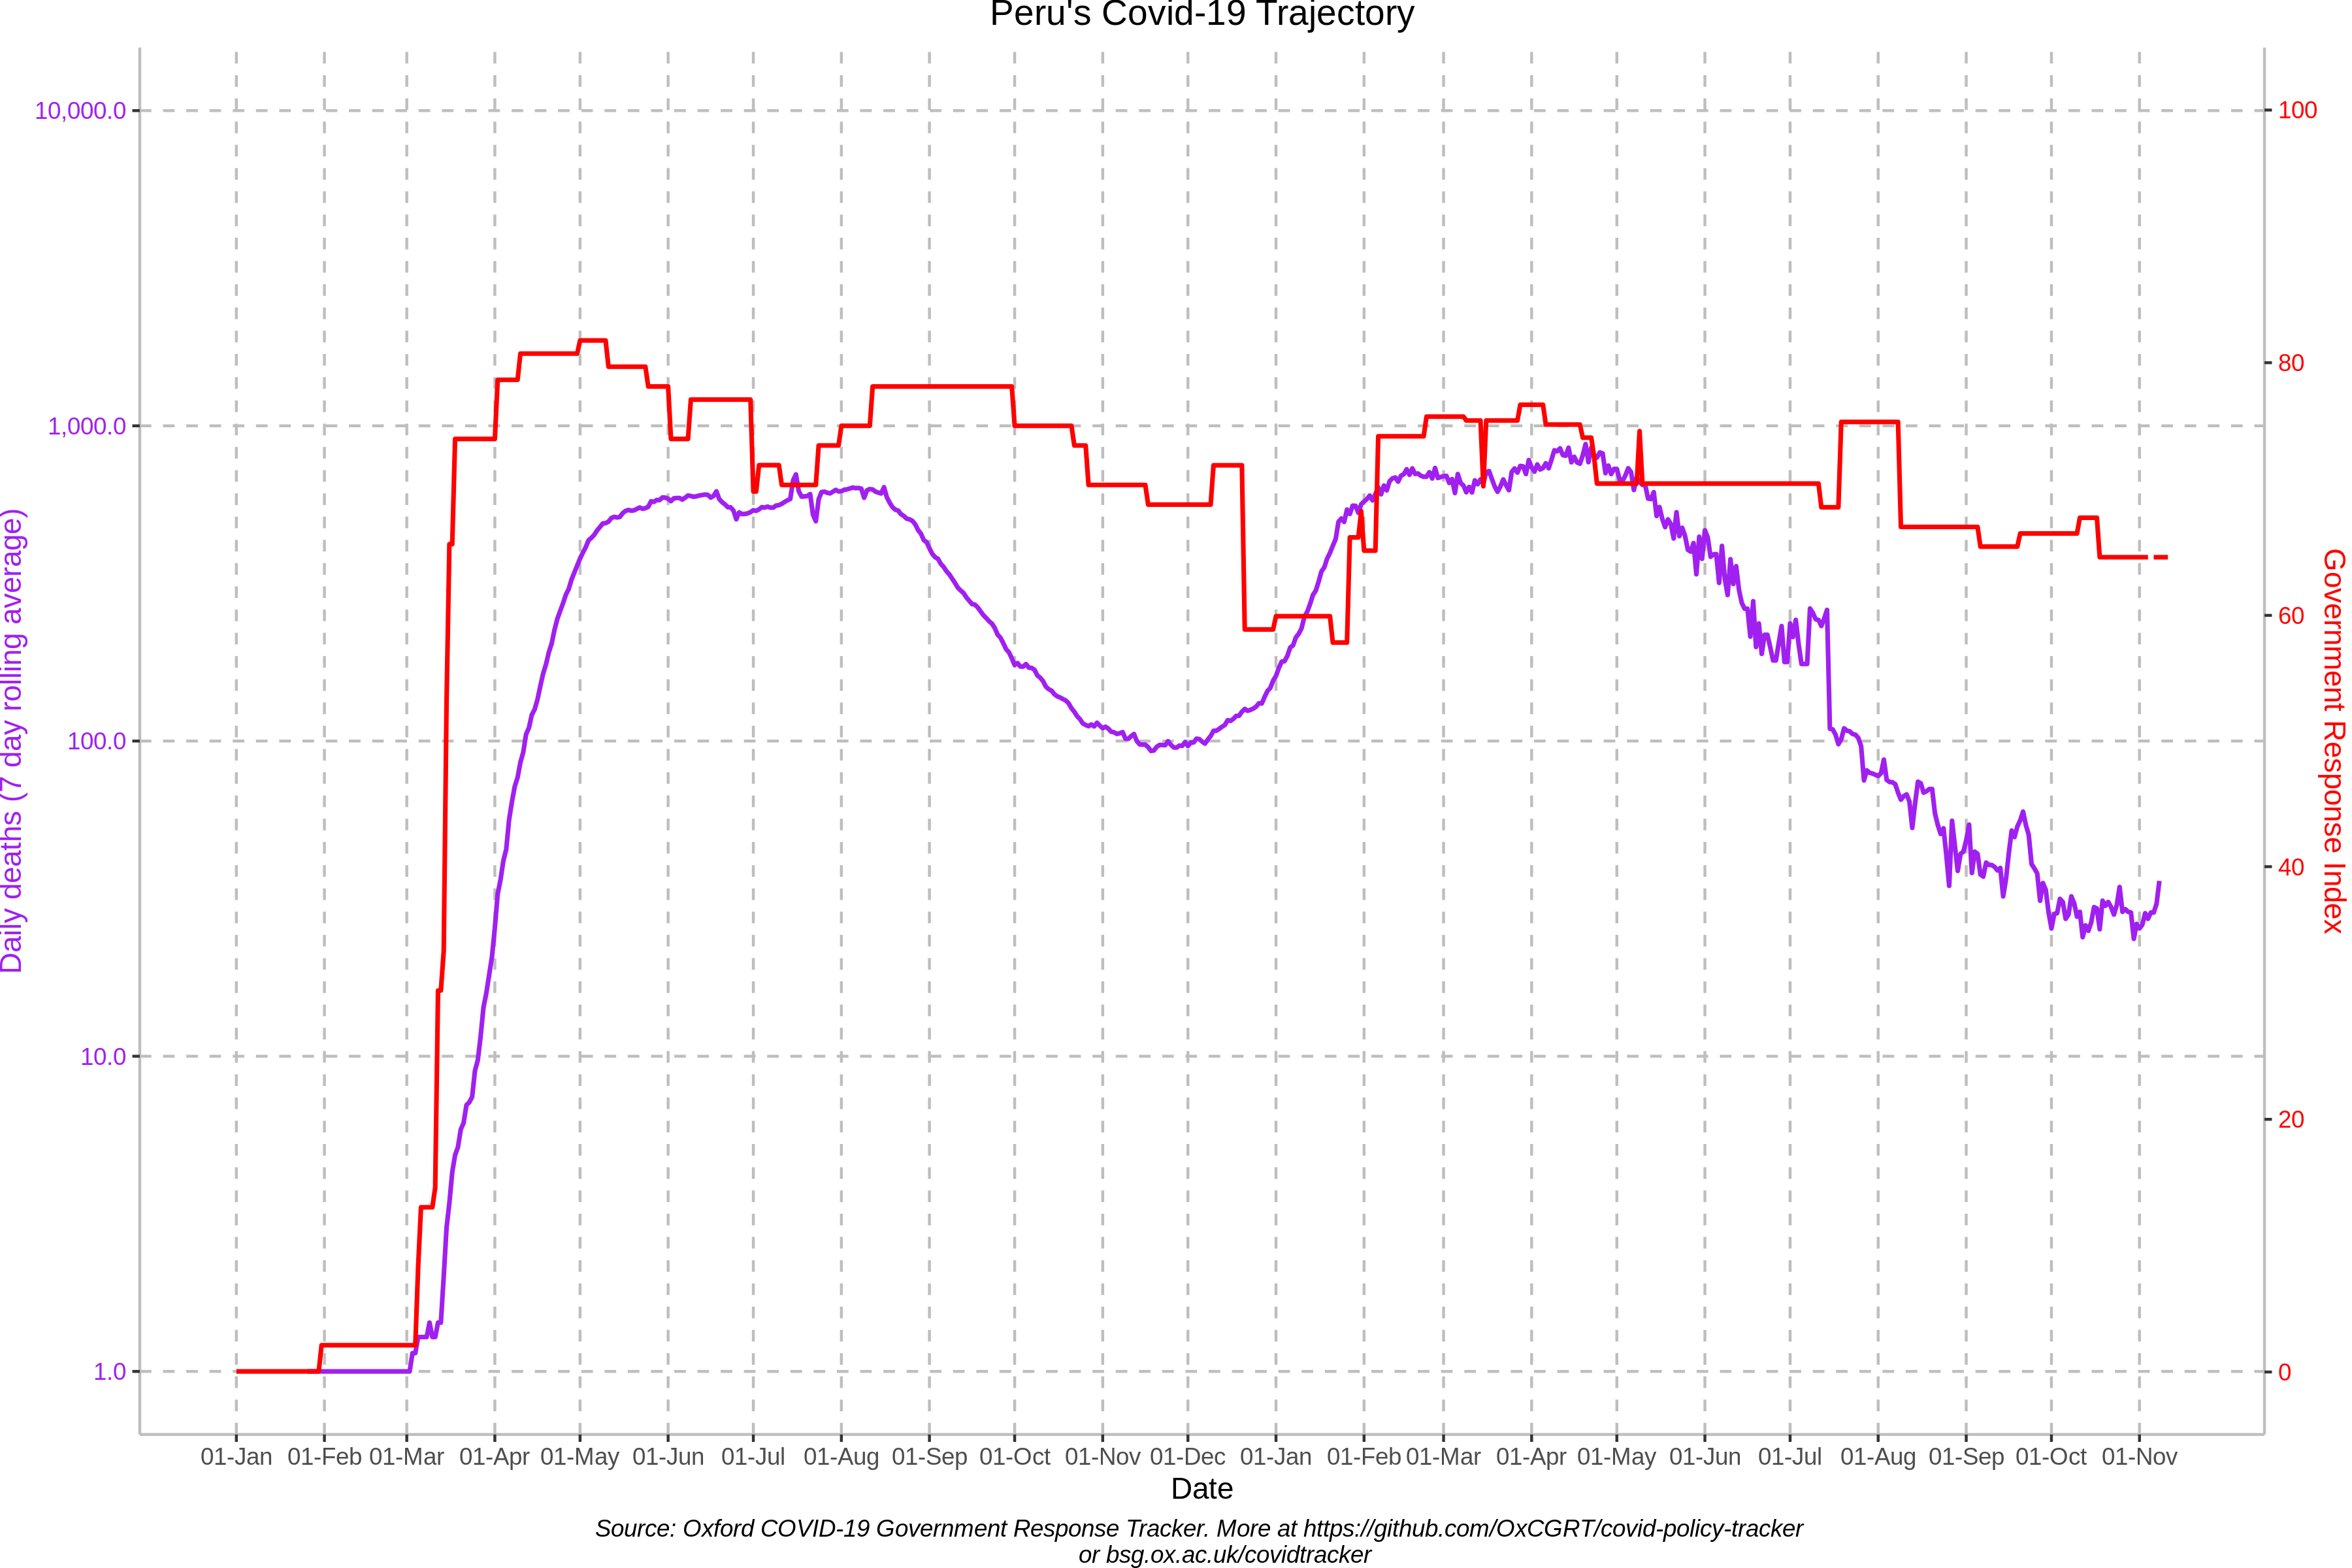 Peru's Covid-19 Trajectory
10,000.0
1,000.0
100.0
10.0
1.0
Daily deaths (7 day rolling average)
100
80
60
40
20
0
Government Response Index
01-Jan 01-Feb 01-Mar 01-Apr 01-May 01-Jun 01-Jul 01-Aug 01-Sep 01-Oct 01-Nov 01-Dec 01-Jan 01-Feb 01-Mar 01-Apr 01-May 01-Jun 01-Jul 01-Aug 01-Sep 01-Oct 01-Nov
Date
Source: Oxford COVID-19 Government Response Tracker. More at https://github.com/OxCGRT/covid-policy-tracker
or bsg.ox.ac.uk/covidtracker